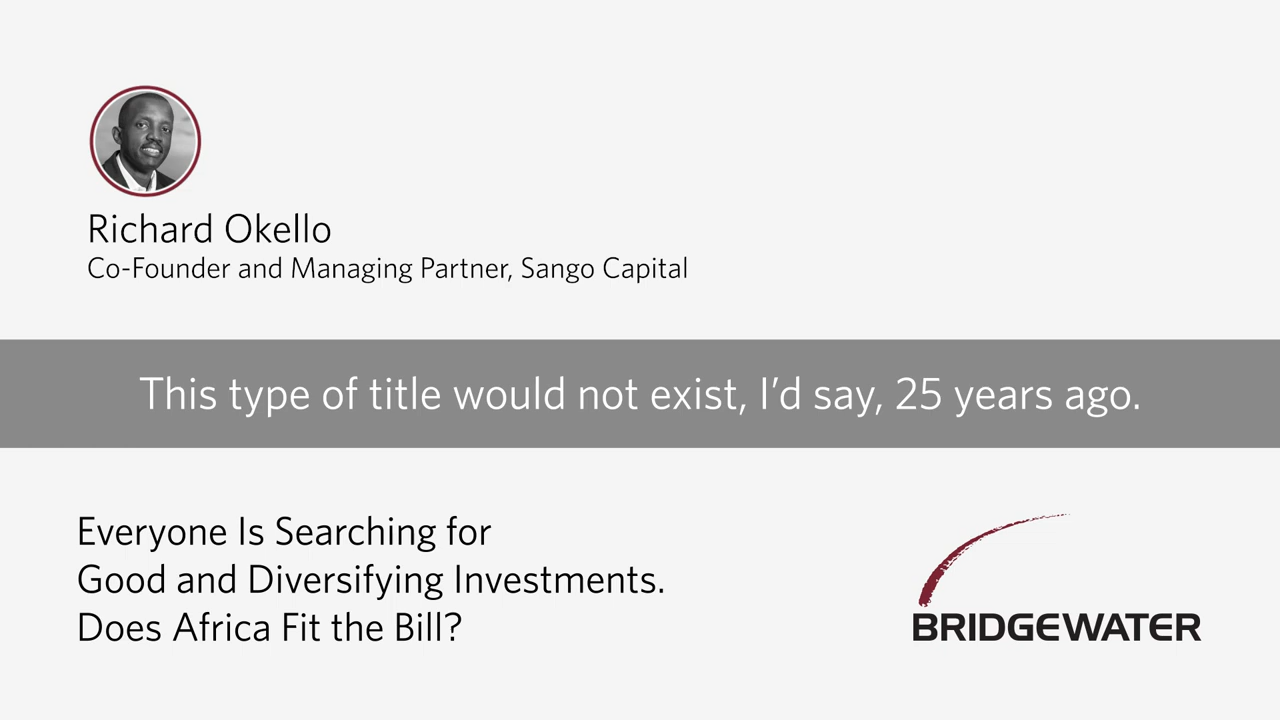 Richard Okello
Co-Founder and Managing Partner, Sango Capital
This type of title would not exist, I’d say, 25 years ago.
Everyone Is Searching for
Good and Diversifying Investments.
Does Africa Fit the Bill?
BRIDGEWATER